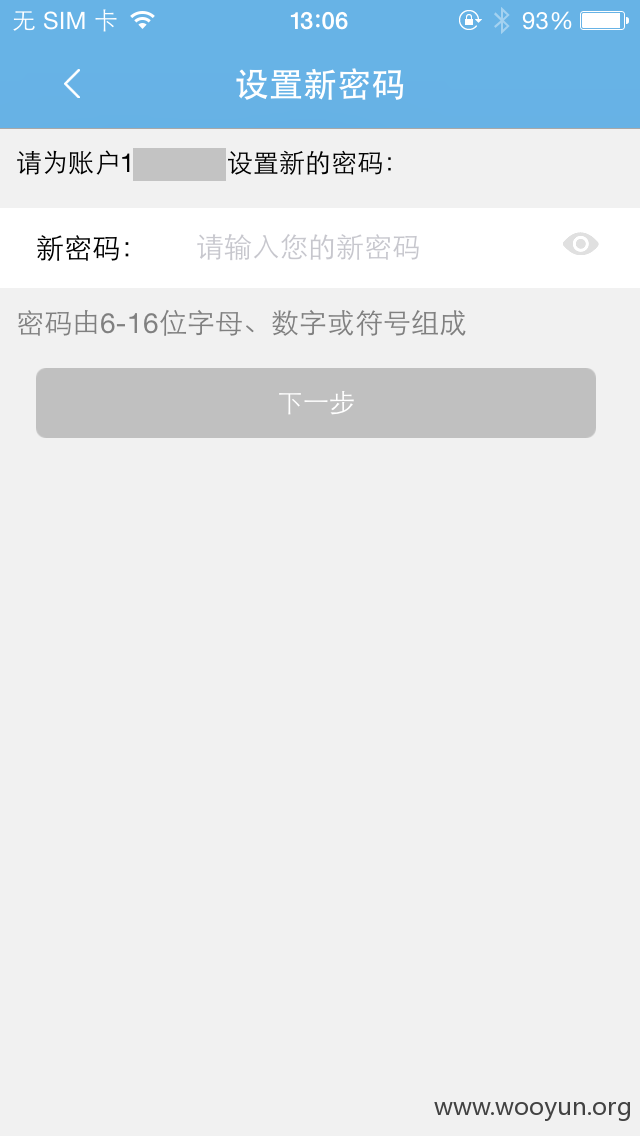 无 SIM 卡 13:06 93%
设置新密码
请为账户1 设置新的密码：
新密码： 请输入您的新密码
密码由6-16位字母、数字或符号组成
下一步
www.wooyun.org